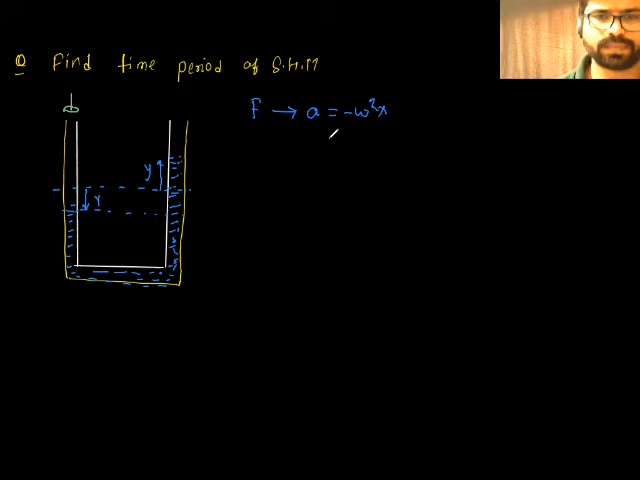 Q Find time period of S.H.M
F → a = -ω²x
y
Y